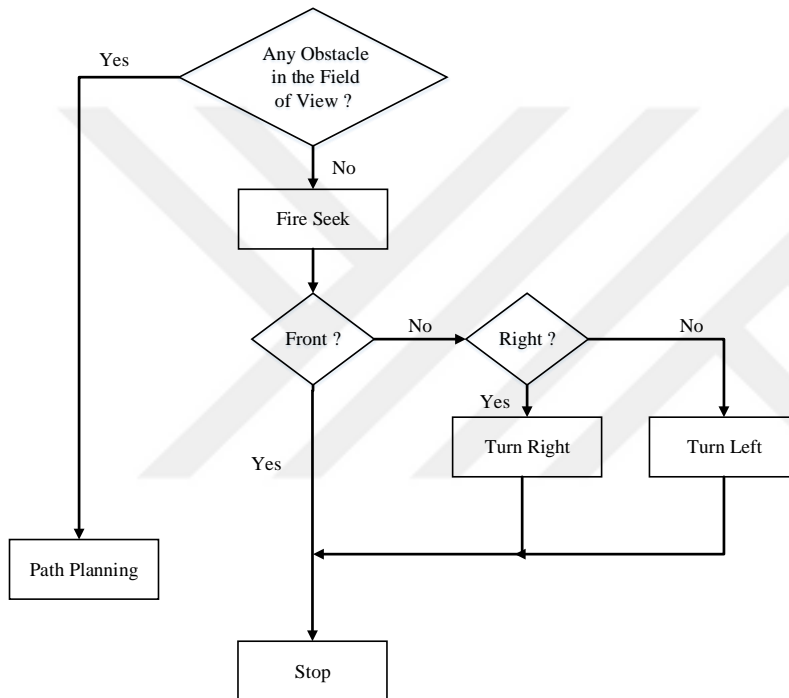 Any Obstacle
in the Field
of View ?
Yes
No
Fire Seek
Front ?
No
Right ?
No
Yes
Turn Right
Turn Left
Yes
Path Planning
Stop